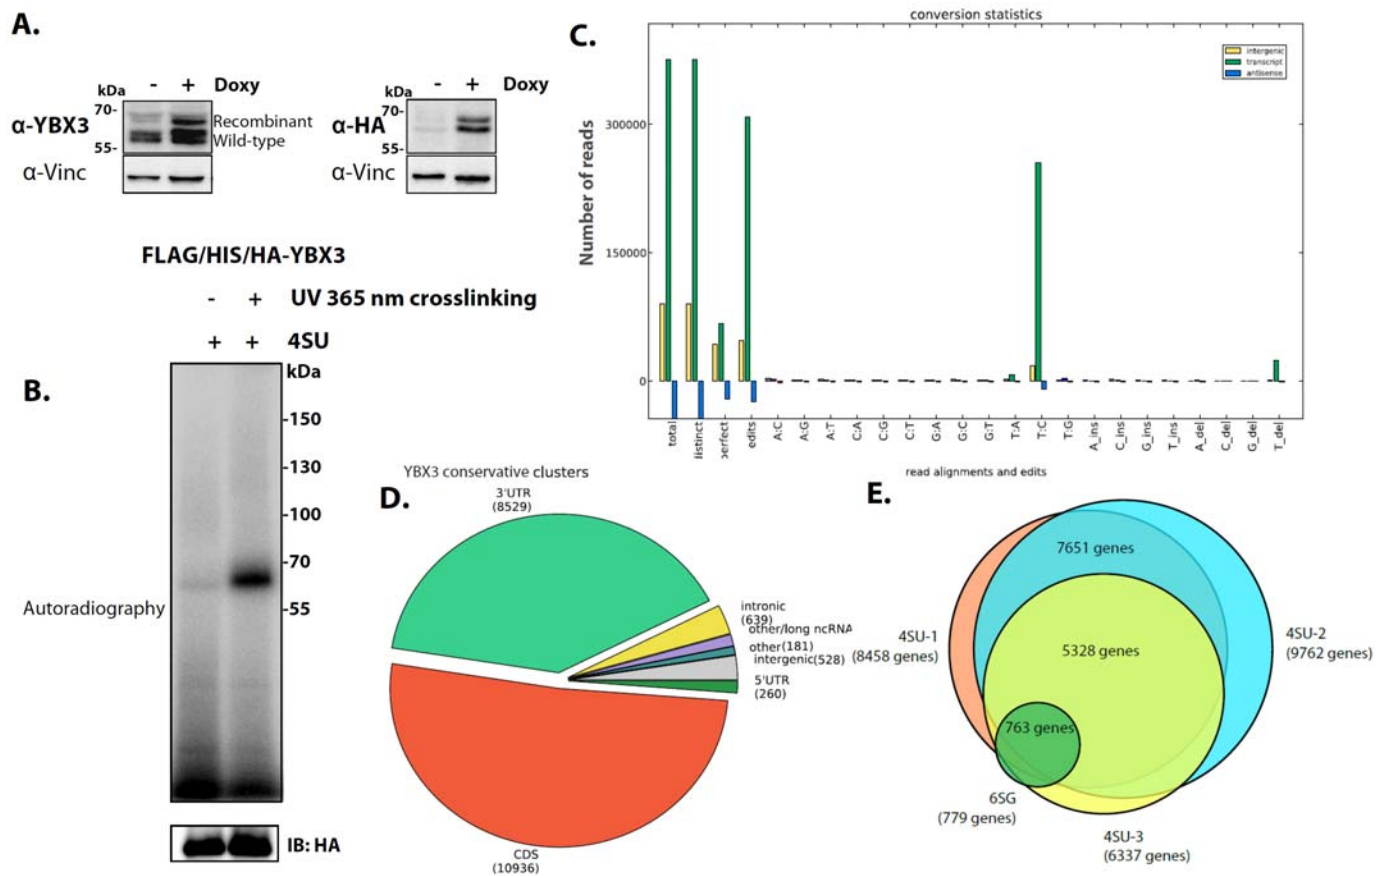 A.
kDa
- + Doxy
70-
α-YBX3
Recombinant
Wild-type
55-
α-Vinc
kDa
- + Doxy
70-
α-HA
55-
α-Vinc
FLAG/HIS/HA-YBX3
- + UV 365 nm crosslinking
+ + 4SU
B.
kDa
-150
-130
-100
-70
-55
Autoradiography
IB: HA
C.
conversion statistics
intergenic
transcript
antisense
Number of reads
300000
150000
0
total
listinct
perfect
edits
A:C
A:G
A:T
C:A
C:G
C:T
G:A
G:C
G:T
T:A
T:C
T:G
A_ins
C_ins
G_ins
T_ins
A_del
C_del
G_del
T_del
read alignments and edits
D.
YBX3 conservative clusters
3'UTR
(8529)
intronic
(639)
other/long ncRNA
other(181)
intergenic(528)
5'UTR
(260)
CDS
(10936)
E.
7651 genes
5328 genes
763 genes
4SU-1
(8458 genes)
4SU-2
(9762 genes)
6SG
(779 genes)
4SU-3
(6337 genes)